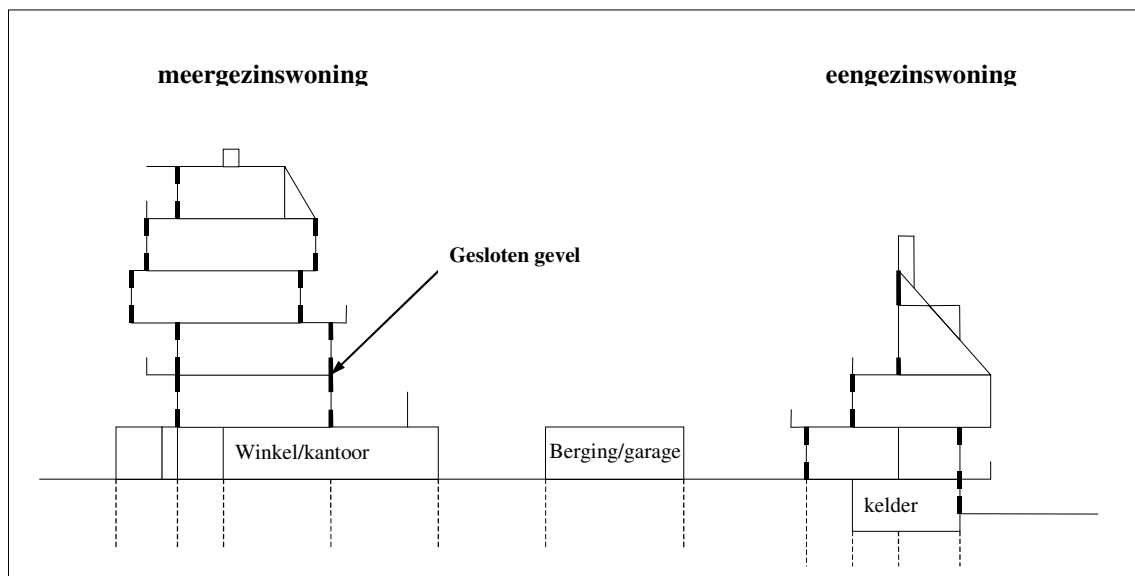 meergezinswoning
eengezinswoning
Gesloten gevel
Winkel/kantoor
Berging/garage
kelder